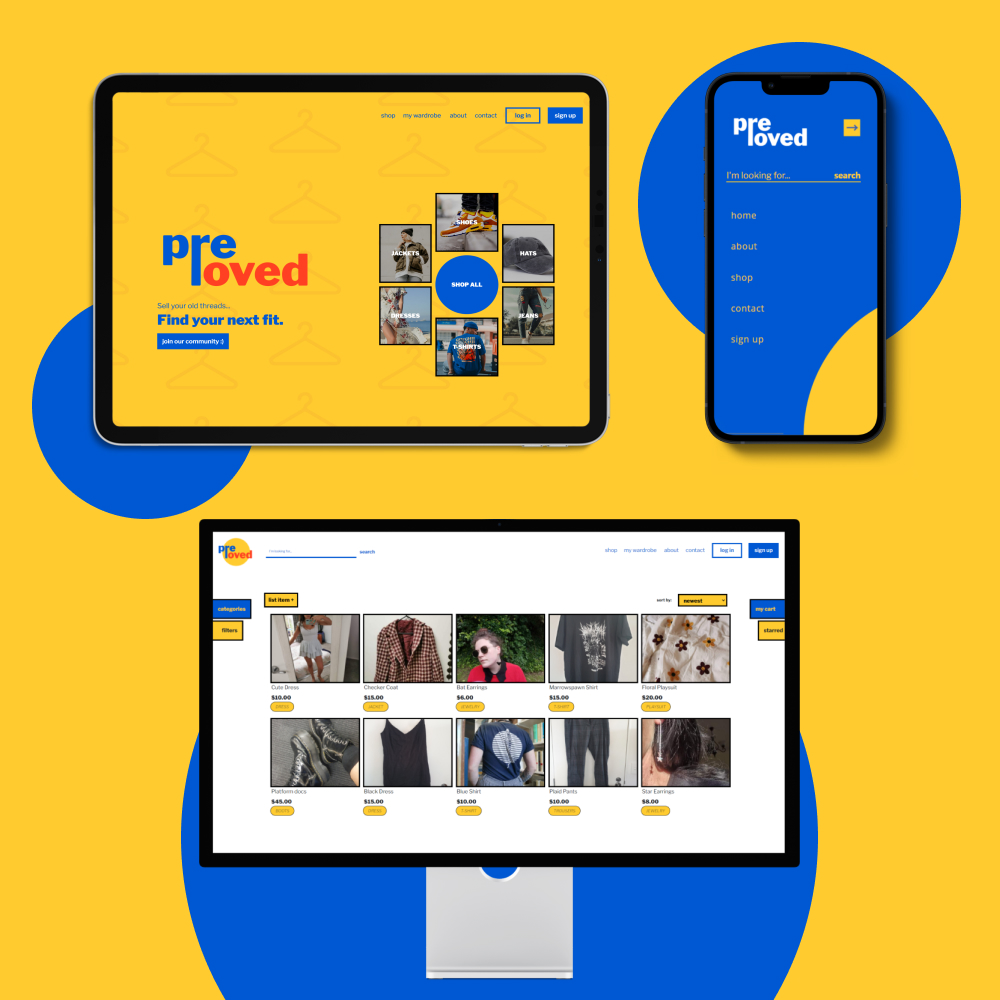 shop my wardrobe about contact log in sign up
pre
loved
Sell your old threads...
Find your next fit.
join our community :)
SHOES
JACKETS
HATS
SHOP ALL
DRESSES
JEANS
T-SHIRTS
pre
loved
I'm looking for... search
home
about
shop
contact
sign up
pre
loved
I'm looking for... search
shop my wardrobe about contact log in sign up
categories
filters
list item +
sort by: newest
my cart
starred
Cute Dress
$10.00
DRESS
Checker Coat
$15.00
JACKET
Bat Earrings
$6.00
JEWELRY
Marrowspawn Shirt
$15.00
T-SHIRT
Floral Playsuit
$20.00
PLAYSUIT
Platform docs
$45.00
BOOTS
Black Dress
$15.00
DRESS
Blue Shirt
$10.00
T-SHIRT
Plaid Pants
$10.00
TROUSERS
Star Earrings
$8.00
JEWELRY